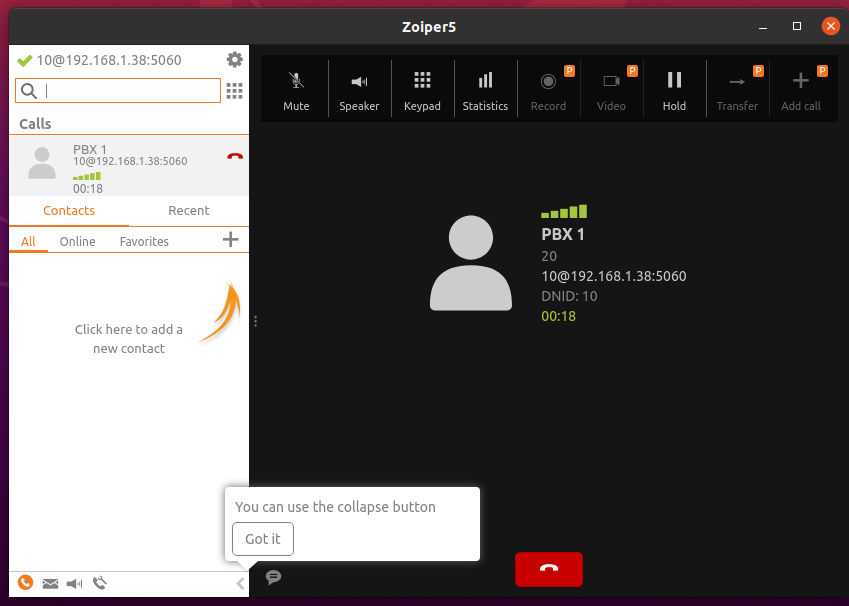 Zoiper5
10@192.168.1.38:5060
Calls
PBX 1
10@192.168.1.38:5060
00:18
Contacts Recent
All Online Favorites
Click here to add a
new contact
Mute Speaker Keypad Statistics Record Video Hold Transfer Add call
P P P P
PBX 1
20
10@192.168.1.38:5060
DNID: 10
00:18
You can use the collapse button
Got it